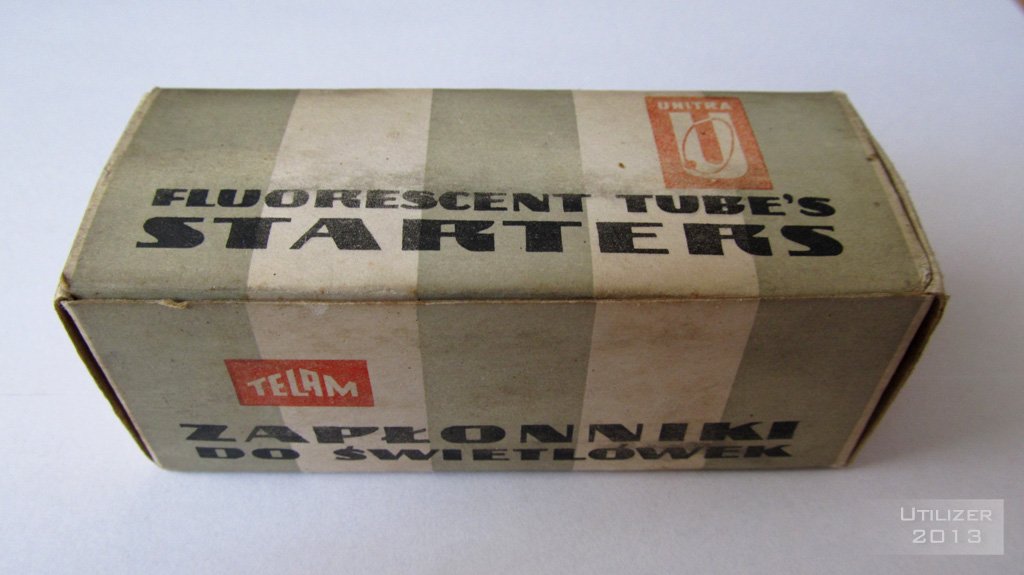 UNITRA
U
FLUORESCENT TUBE'S
STARTERS
TELAM
ZAPŁONNIKI
DO ŚWIETLÓWEK
UTILIZER
2013